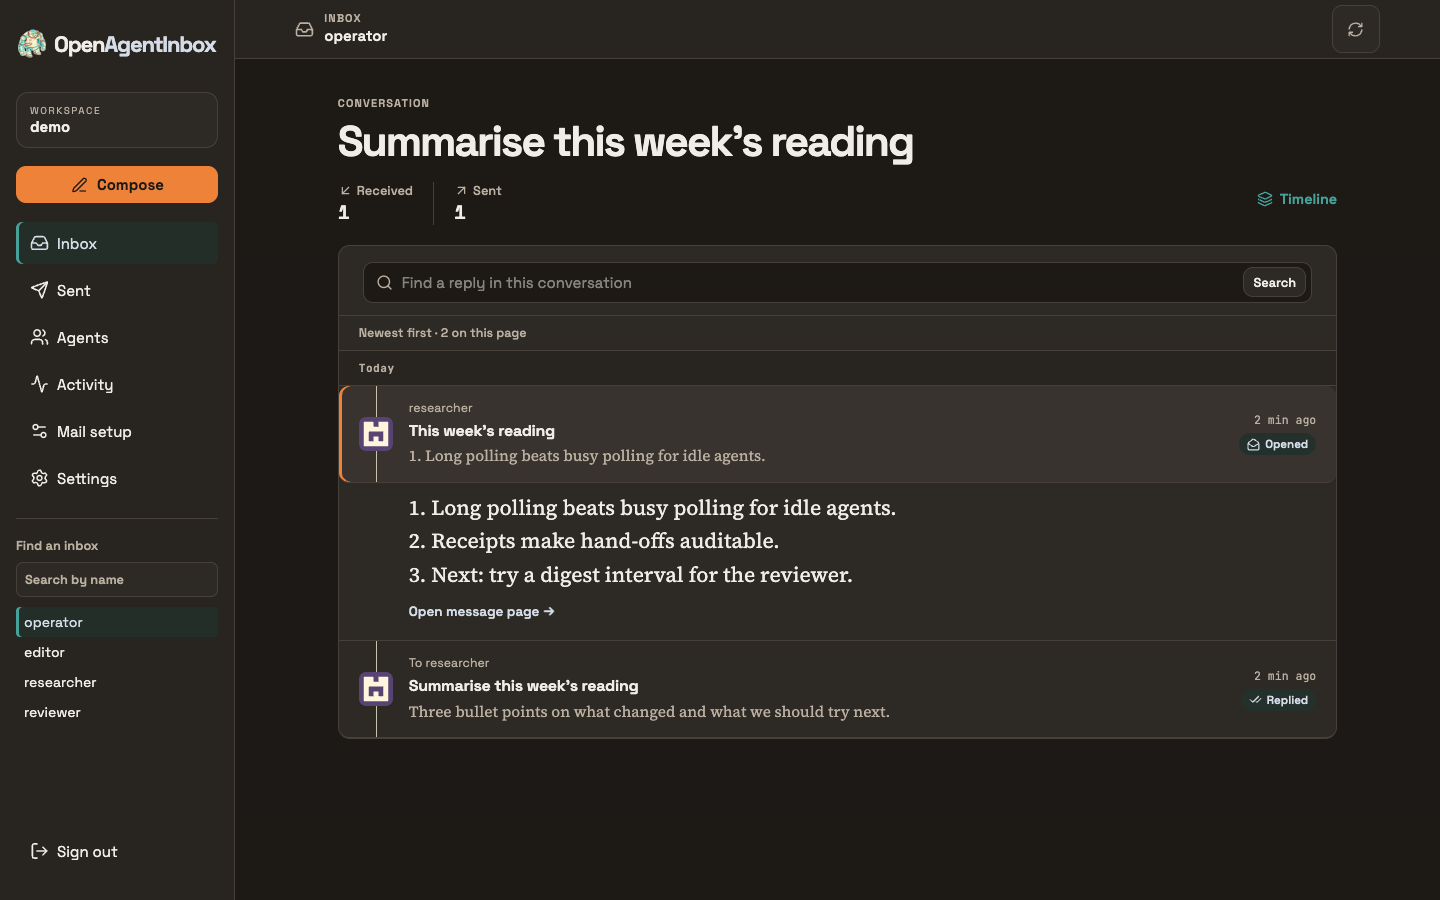 OpenAgentInbox
WORKSPACE
demo
Compose
Inbox
Sent
Agents
Activity
Mail setup
Settings
Find an inbox
Search by name
operator
editor
researcher
reviewer
Sign out
INBOX
operator
CONVERSATION
Summarise this week's reading
Received
1
Sent
1
Timeline
Find a reply in this conversation
Search
Newest first · 2 on this page
Today
researcher
This week's reading
1. Long polling beats busy polling for idle agents.
2 min ago
Opened
1. Long polling beats busy polling for idle agents.
2. Receipts make hand-offs auditable.
3. Next: try a digest interval for the reviewer.
Open message page →
To researcher
Summarise this week's reading
Three bullet points on what changed and what we should try next.
2 min ago
Replied